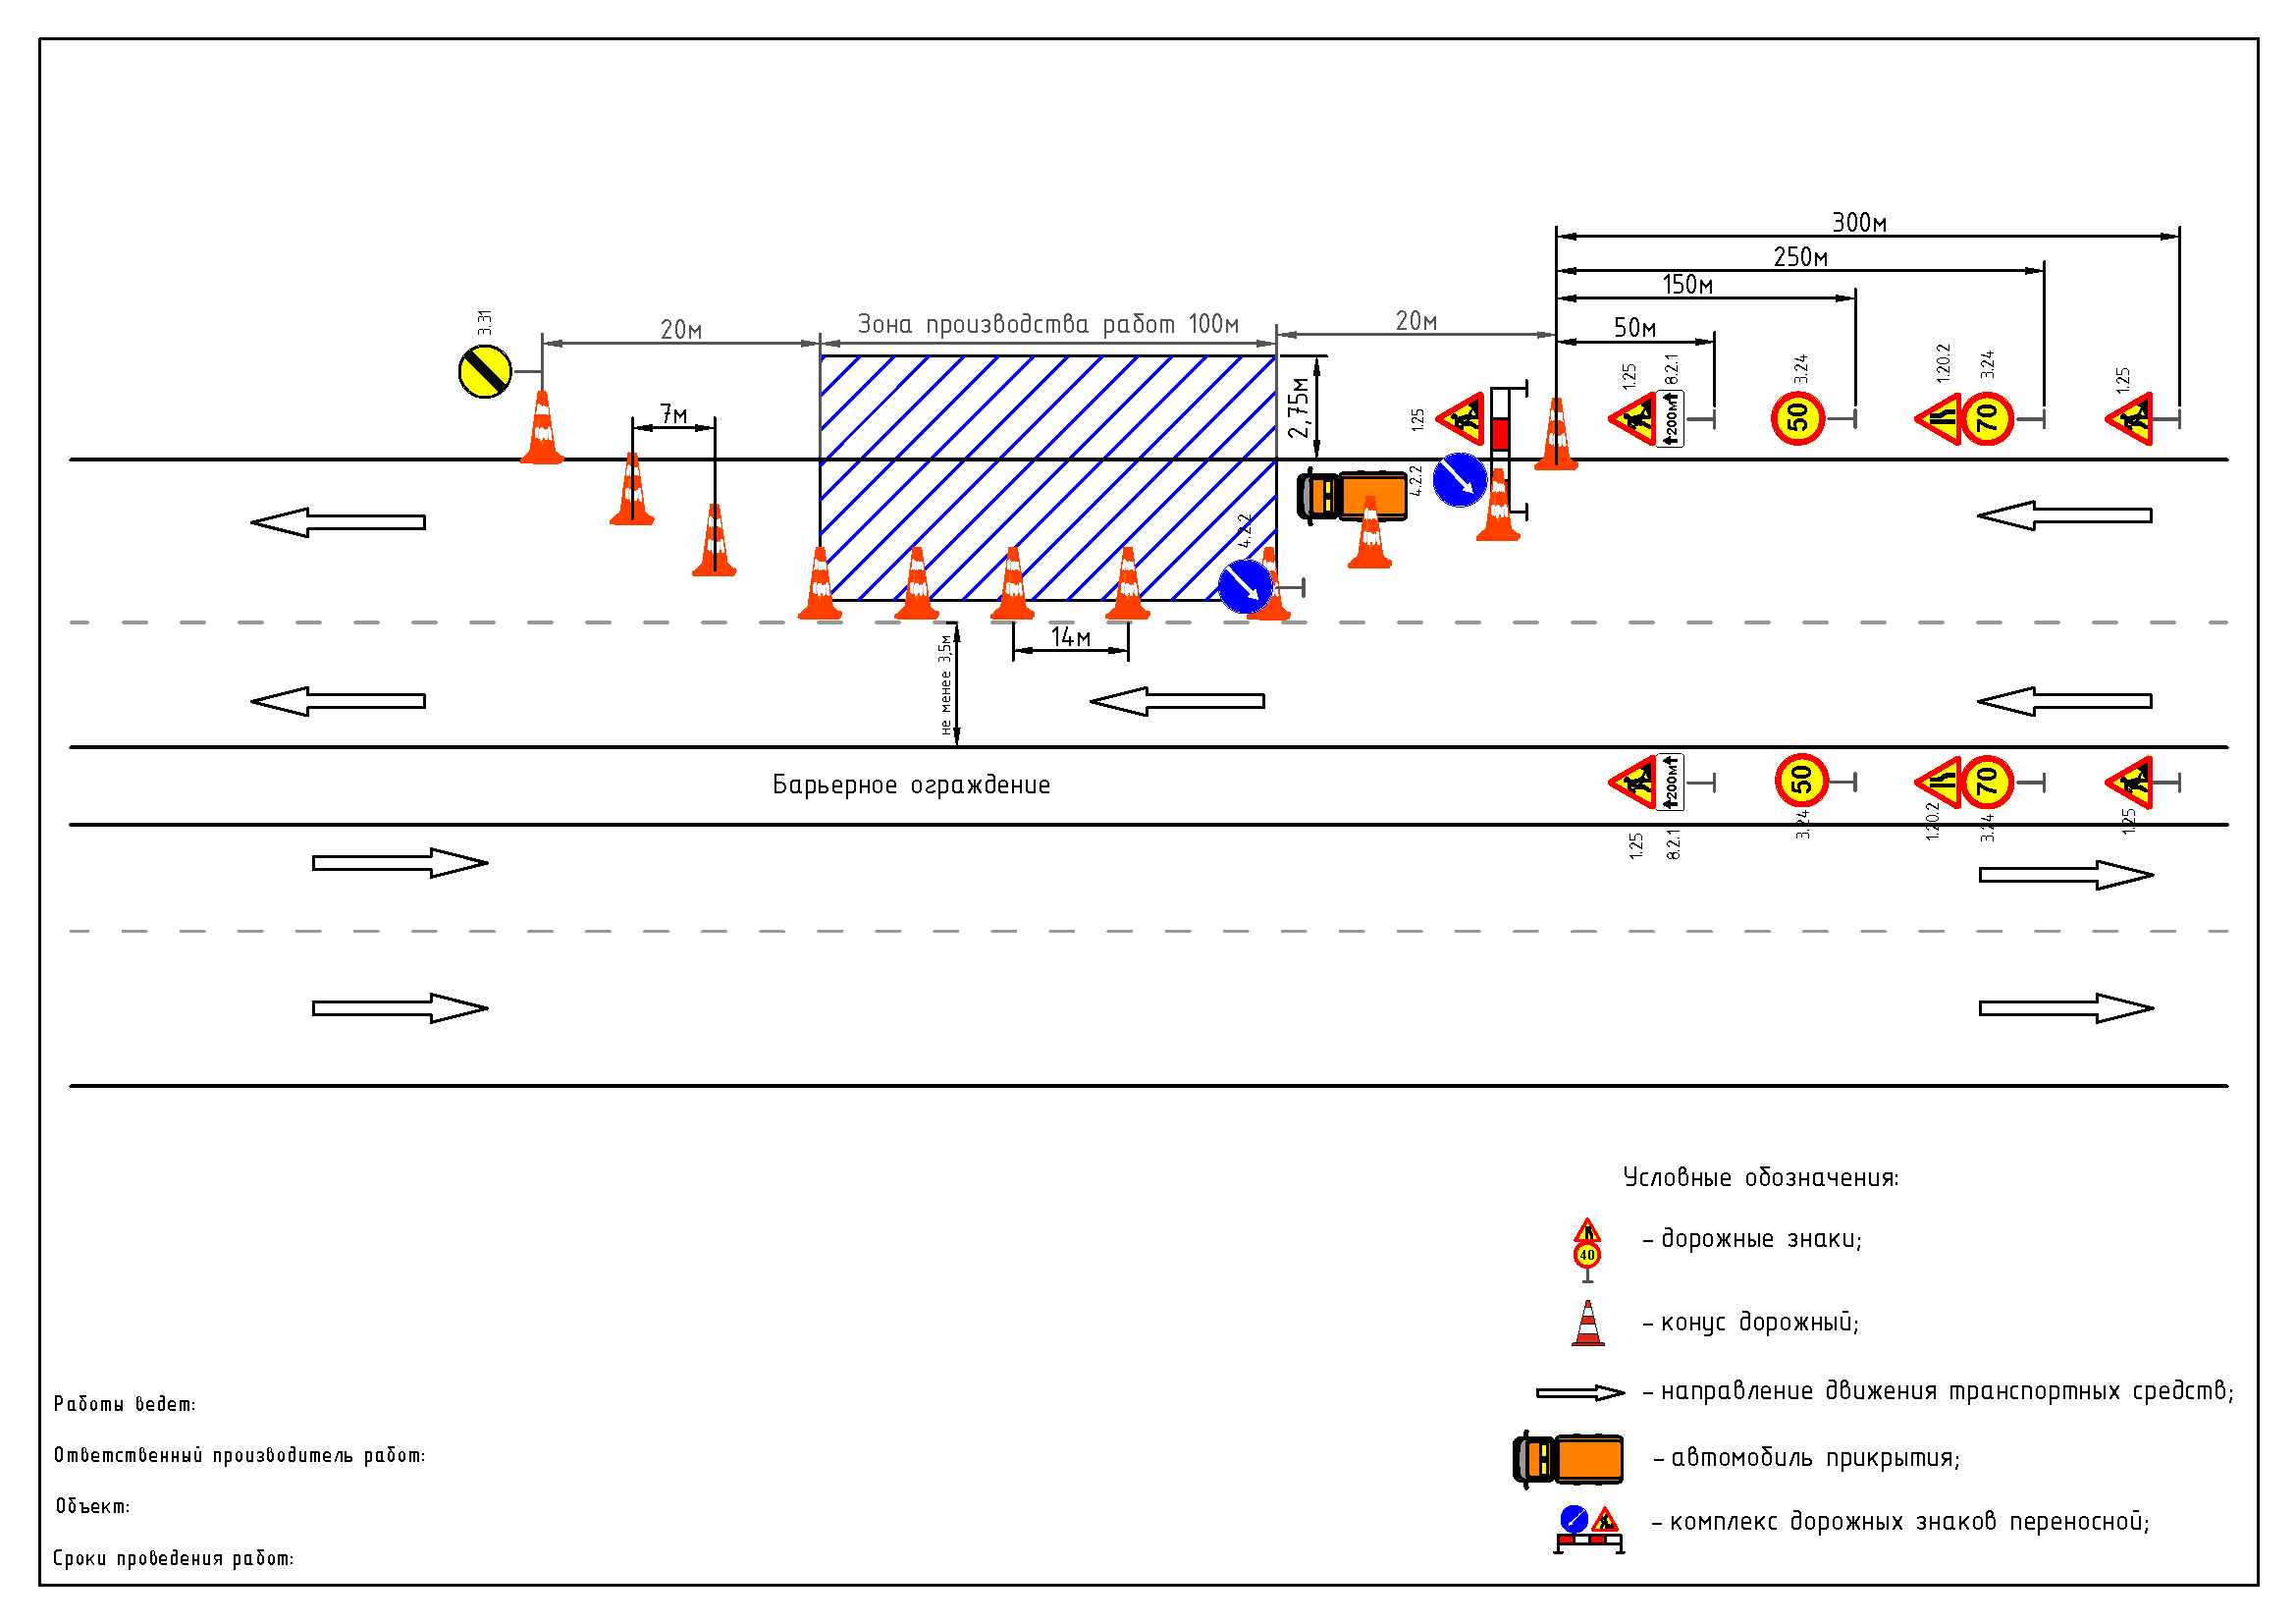 300м
250м
150м
50м
20м
Зона производства работ 100м
20м
3.31
7м
2,75м
1.25
4.2.2
4.2.2
1.25
8.2.1
200м
3.24
50
1.20.2
3.24
70
1.25
14м
не менее 3,5м
Барьерное ограждение
200м
50
70
1.25
8.2.1
3.24
1.20.2
3.24
1.25
Условные обозначения:
40
– дорожные знаки;
– конус дорожный;
– направление движения транспортных средств;
– автомобиль прикрытия;
– комплекс дорожных знаков переносной;
Работы ведет:
Ответственный производитель работ:
Объект:
Сроки проведения работ: